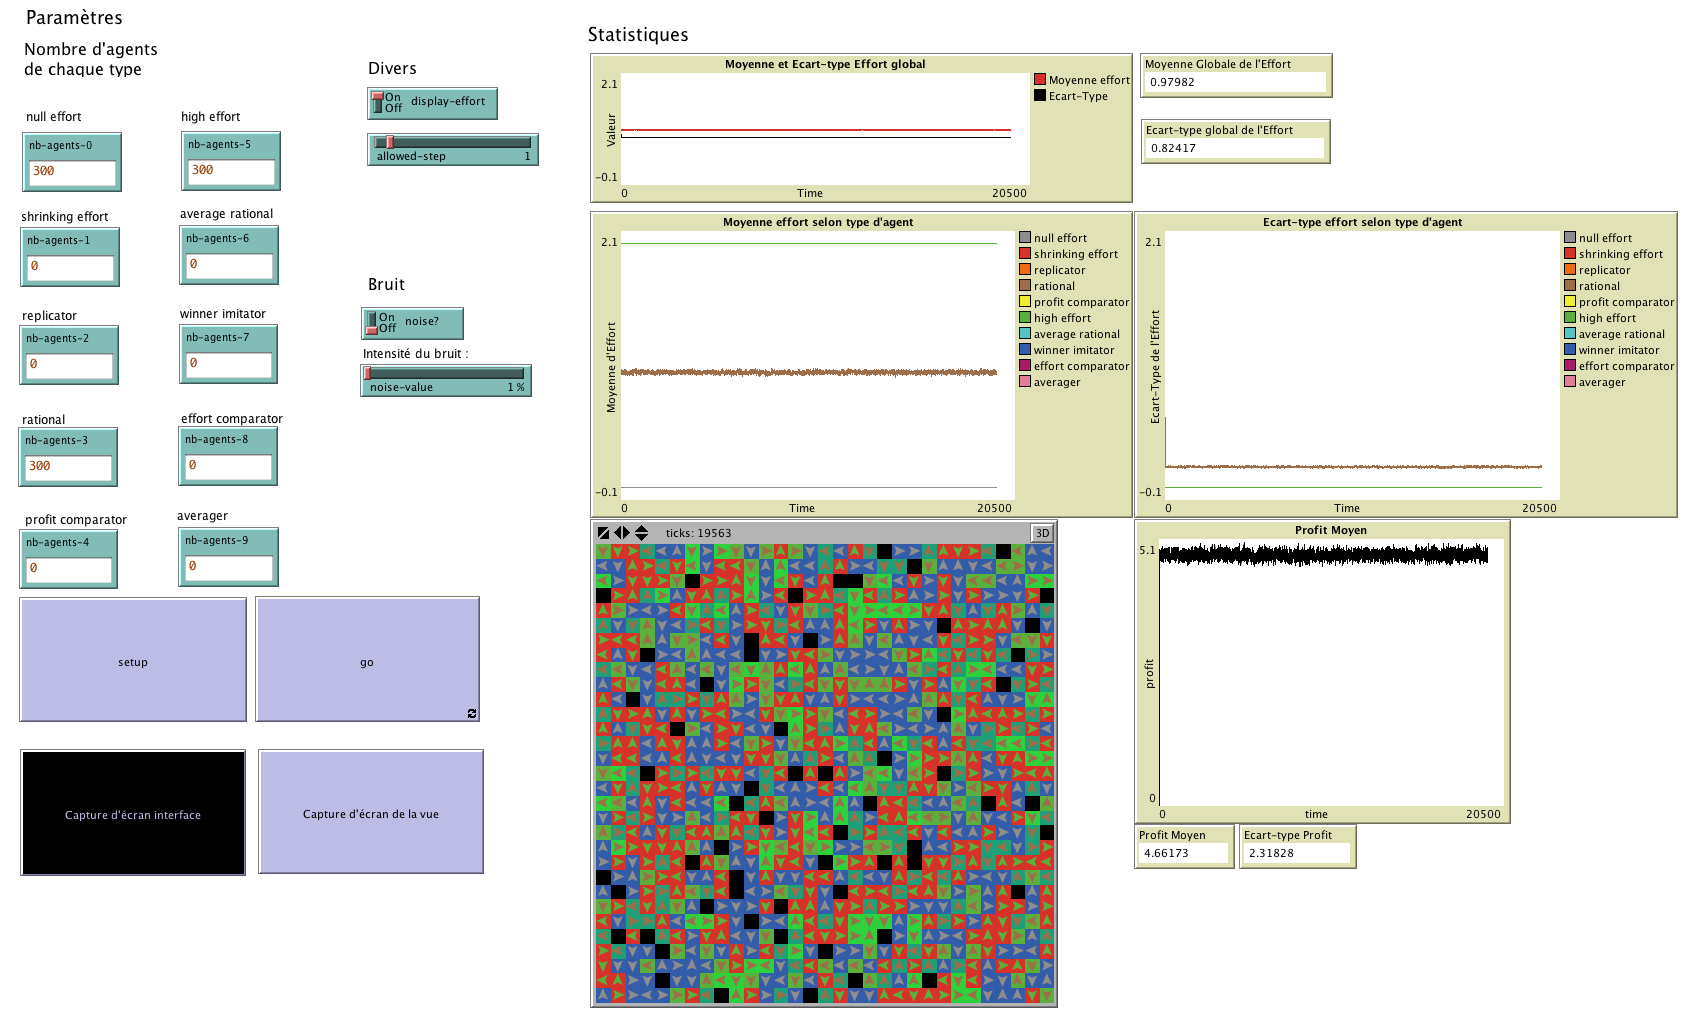 Paramètres
Nombre d'agents
de chaque type
null effort
nb-agents-0
300
high effort
nb-agents-5
300
shrinking effort
nb-agents-1
0
average rational
nb-agents-6
0
replicator
nb-agents-2
0
winner imitator
nb-agents-7
0
rational
nb-agents-3
300
effort comparator
nb-agents-8
0
profit comparator
nb-agents-4
0
averager
nb-agents-9
0
setup
go
Capture d'écran interface
Capture d'écran de la vue
Divers
On
Off
display-effort
allowed-step 1
Bruit
On
Off
noise?
Intensité du bruit :
noise-value 1 %
Statistiques
Moyenne et Ecart-type Effort global
2.1
Valeur
-0.1
0 Time 20500
Moyenne effort
Ecart-Type
Moyenne Globale de l'Effort
0.97982
Ecart-type global de l'Effort
0.82417
Moyenne effort selon type d'agent
2.1
Moyenne d'Effort
-0.1
0 Time 20500
null effort
shrinking effort
replicator
rational
profit comparator
high effort
average rational
winner imitator
effort comparator
averager
Ecart-type effort selon type d'agent
2.1
Ecart-Type de l'Effort
-0.1
0 Time 20500
null effort
shrinking effort
replicator
rational
profit comparator
high effort
average rational
winner imitator
effort comparator
averager
ticks: 19563
3D
Profit Moyen
5.1
profit
0
0 time 20500
Profit Moyen
4.66173
Ecart-type Profit
2.31828